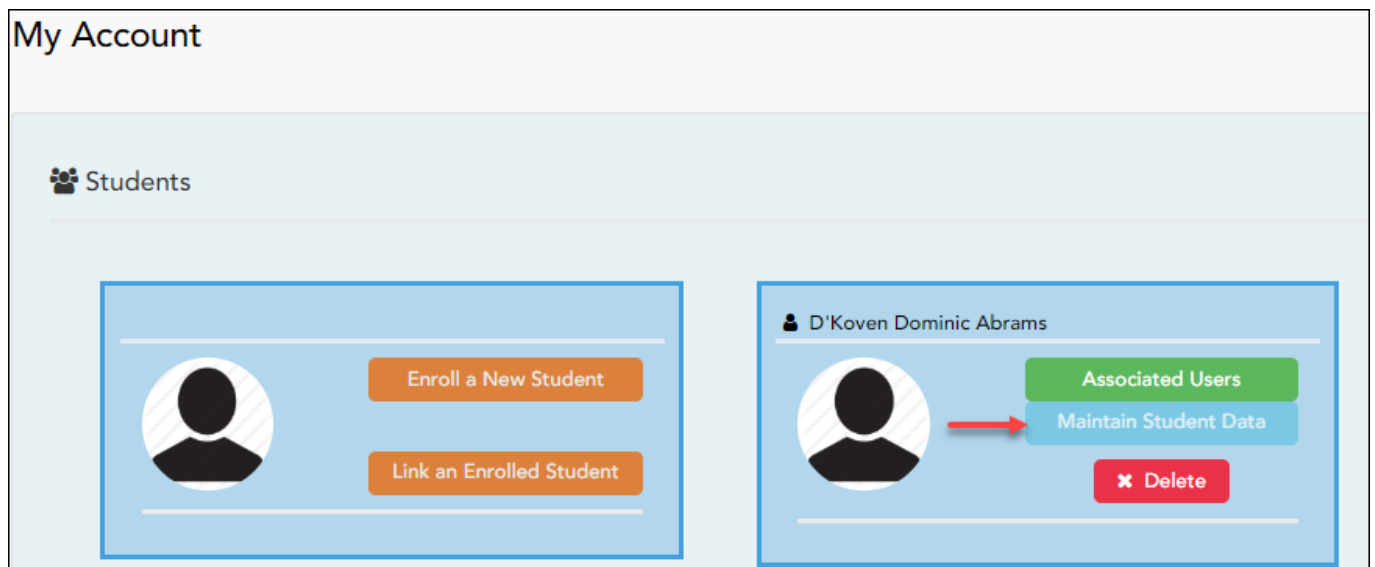 My Account
Students
Enroll a New Student
Link an Enrolled Student
D'Koven Dominic Abrams
Associated Users
Maintain Student Data
Delete